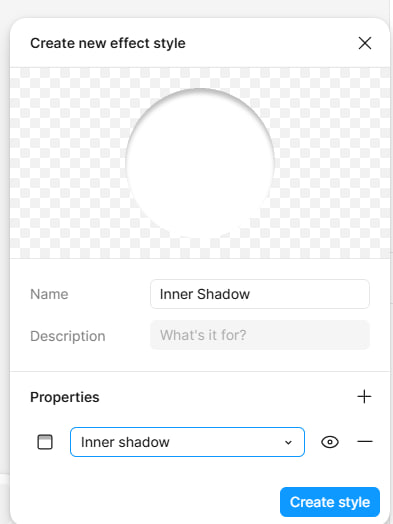 Create new effect style
Name
Inner Shadow
Description
What's it for?
Properties
Inner shadow
Create style